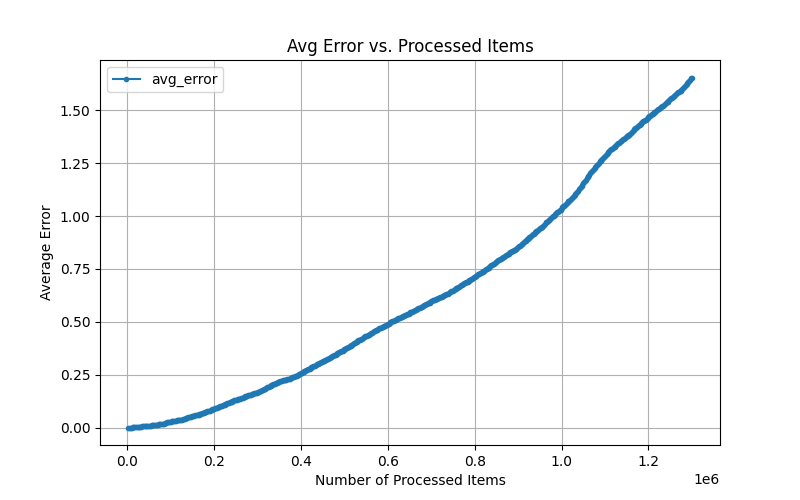 Avg Error vs. Processed Items
avg_error
1.50
1.25
1.00
0.75
0.50
0.25
0.00
Average Error
0.0 0.2 0.4 0.6 0.8 1.0 1.2
1e6
Number of Processed Items